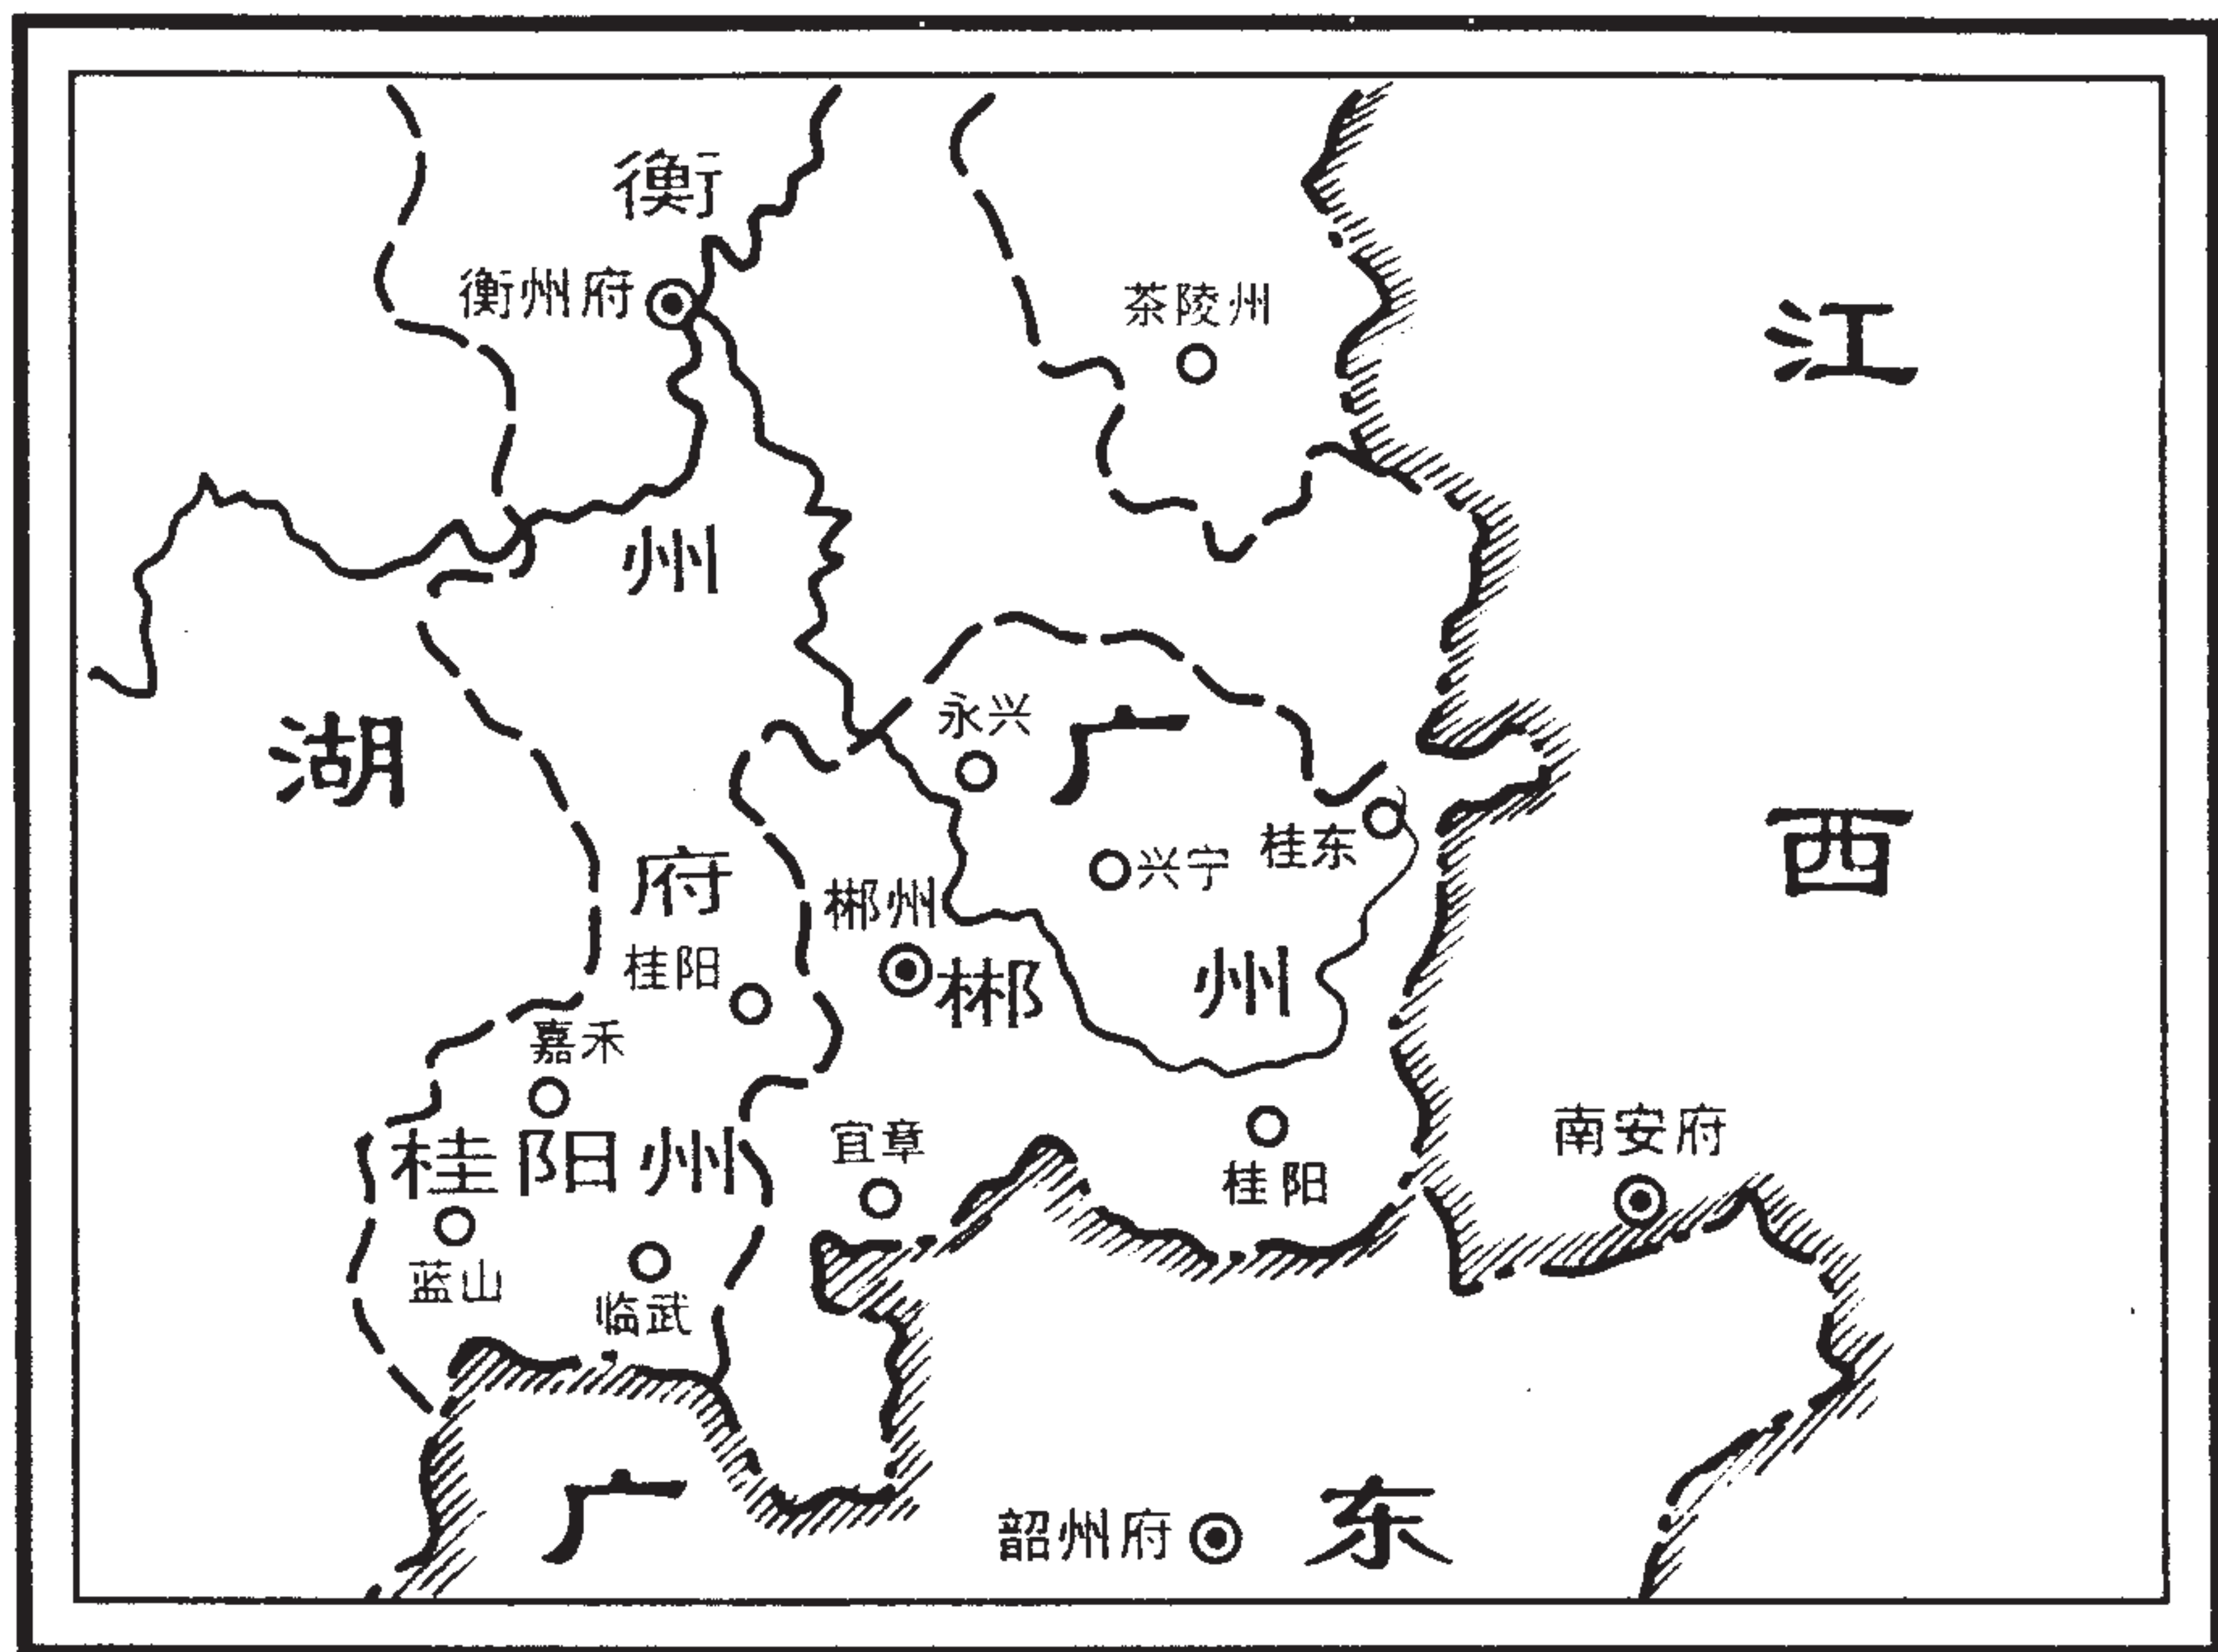 衡
衡州府
茶陵州
江
州
湖
永兴
广
西
府
郴州
兴宁
桂东
桂阳
郴
州
嘉禾
桂阳州
宜章
桂阳
南安府
蓝山
临武
广
韶州府
东